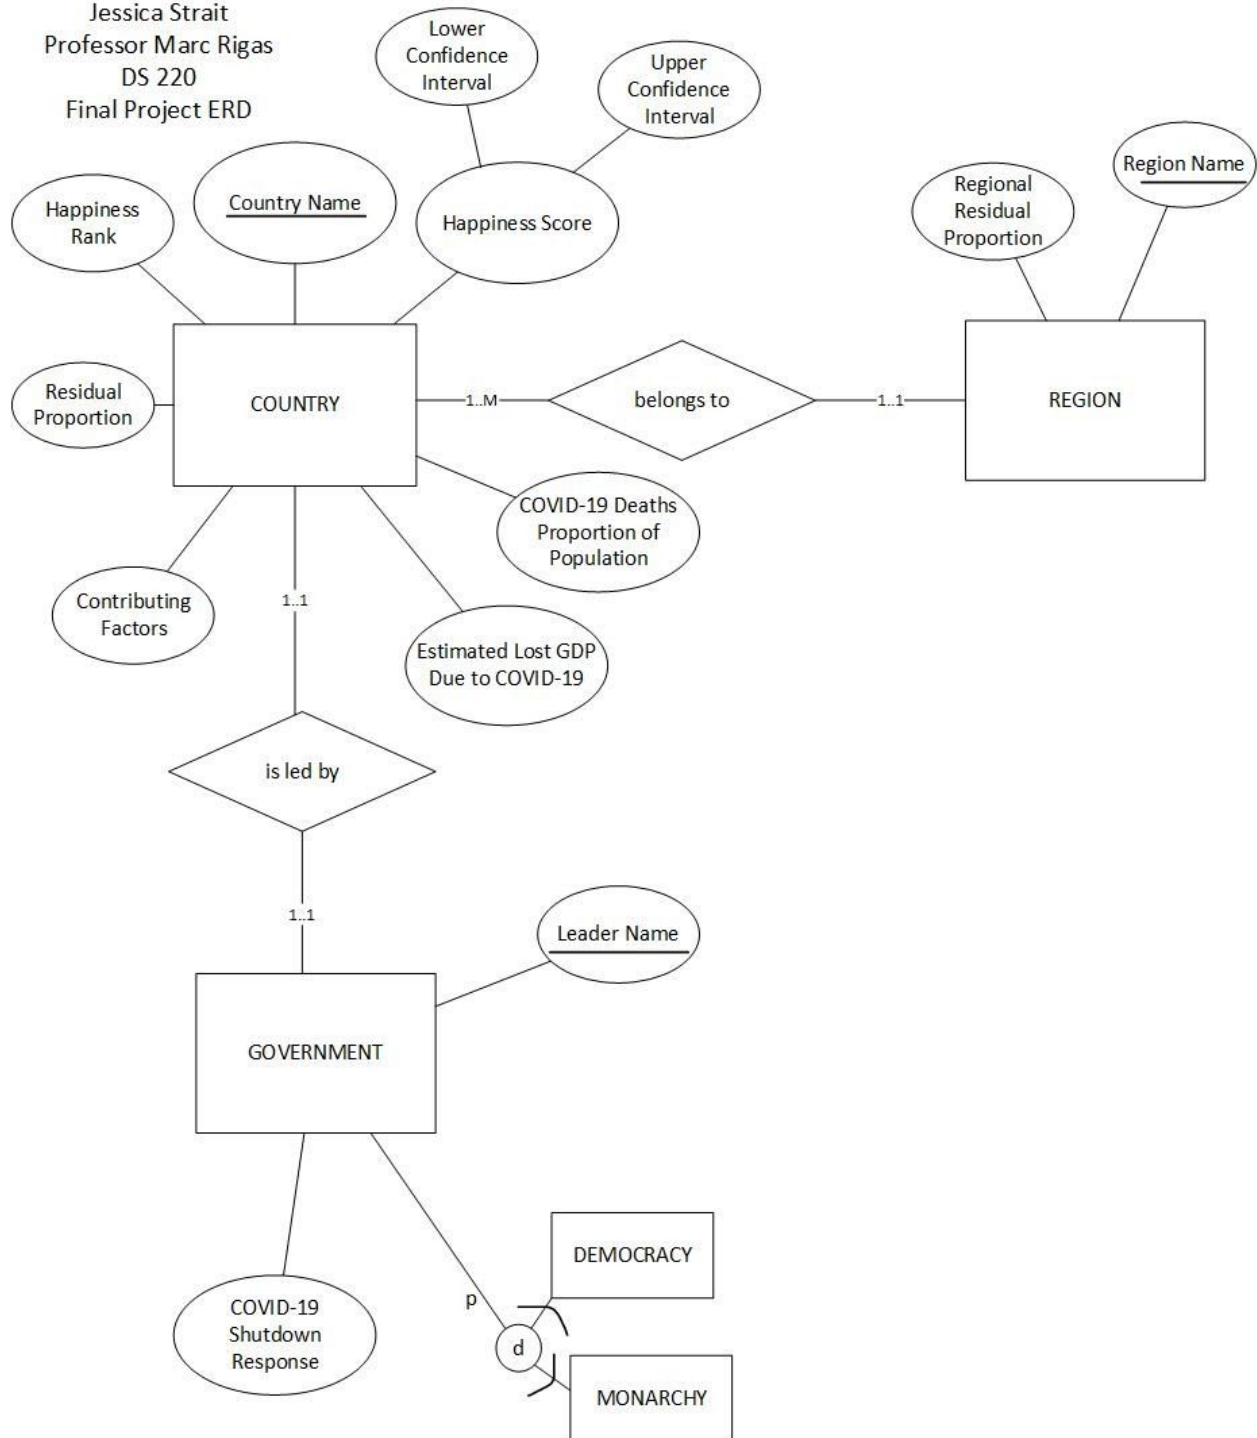 Jessica Strait
Professor Marc Rigas
DS 220
Final Project ERD
Lower
Confidence
Interval
Upper
Confidence
Interval
Happiness
Rank
Country Name
Happiness Score
Regional
Residual
Proportion
Region Name
Residual
Proportion
COUNTRY
1..M
belongs to
1..1
REGION
COVID-19 Deaths
Proportion of
Population
Contributing
Factors
1..1
Estimated Lost GDP
Due to COVID-19
is led by
1..1
Leader Name
GOVERNMENT
COVID-19
Shutdown
Response
p
d
DEMOCRACY
MONARCHY